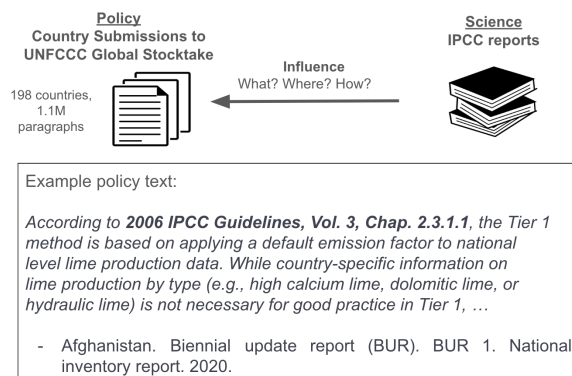 Policy
Country Submissions to
UNFCCC Global Stocktake
Science
IPCC reports
198 countries,
1.1M
paragraphs
Influence
What? Where? How?
Example policy text:
According to 2006 IPCC Guidelines, Vol. 3, Chap. 2.3.1.1, the Tier 1
method is based on applying a default emission factor to national
level lime production data. While country-specific information on
lime production by type (e.g., high calcium lime, dolomitic lime, or
hydraulic lime) is not necessary for good practice in Tier 1, …
- Afghanistan. Biennial update report (BUR). BUR 1. National
inventory report. 2020.